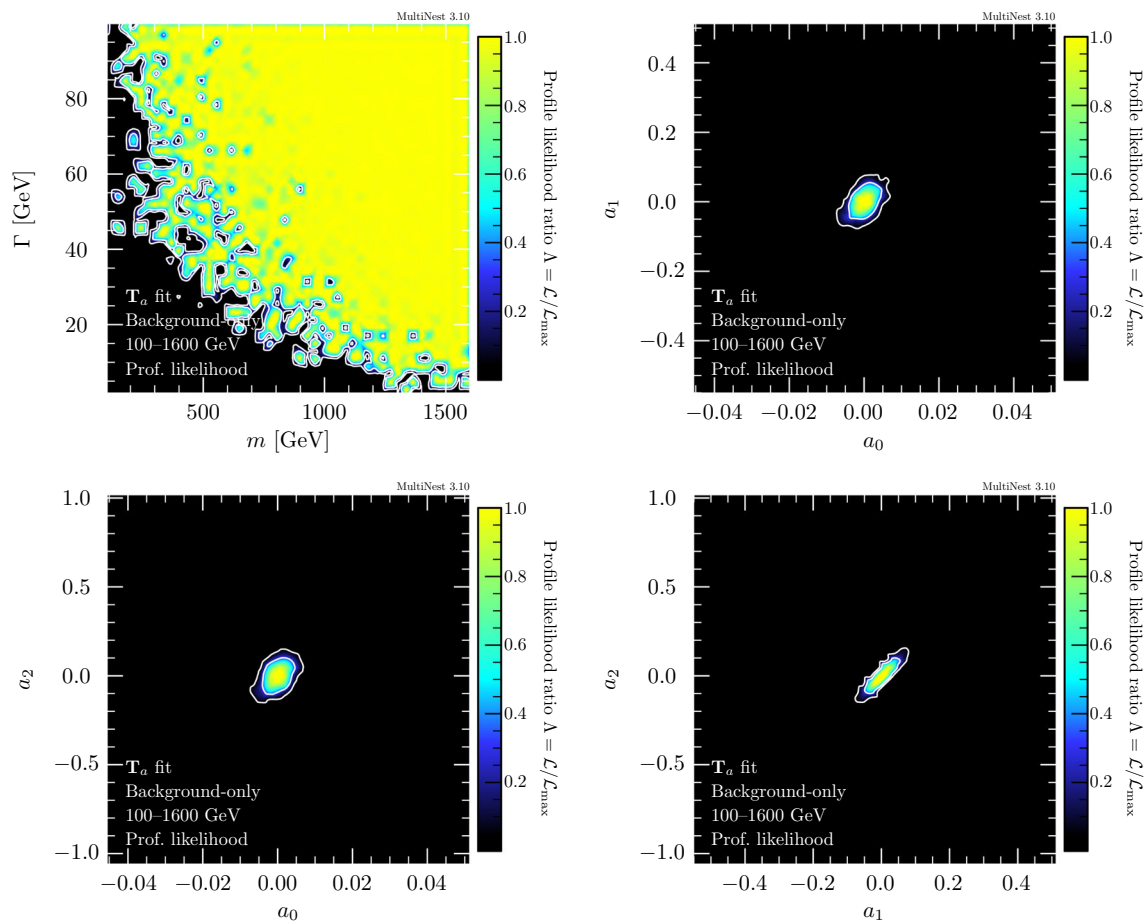 MultiNest 3.10
80
60
40
20
Γ [GeV]
500
1000
1500
m [GeV]
T_a fit
Background-only
100–1600 GeV
Prof. likelihood
1.0
0.8
0.6
0.4
0.2
Profile likelihood ratio Λ = ℒ/ℒ_max
MultiNest 3.10
0.4
0.2
0.0
−0.2
−0.4
a_1
−0.04
−0.02
0.00
0.02
0.04
a_0
T_a fit
Background-only
100–1600 GeV
Prof. likelihood
1.0
0.8
0.6
0.4
0.2
Profile likelihood ratio Λ = ℒ/ℒ_max
MultiNest 3.10
1.0
0.5
0.0
−0.5
−1.0
a_2
−0.04
−0.02
0.00
0.02
0.04
a_0
T_a fit
Background-only
100–1600 GeV
Prof. likelihood
1.0
0.8
0.6
0.4
0.2
Profile likelihood ratio Λ = ℒ/ℒ_max
MultiNest 3.10
1.0
0.5
0.0
−0.5
−1.0
a_2
−0.4
−0.2
0.0
0.2
0.4
a_1
T_a fit
Background-only
100–1600 GeV
Prof. likelihood
1.0
0.8
0.6
0.4
0.2
Profile likelihood ratio Λ = ℒ/ℒ_max